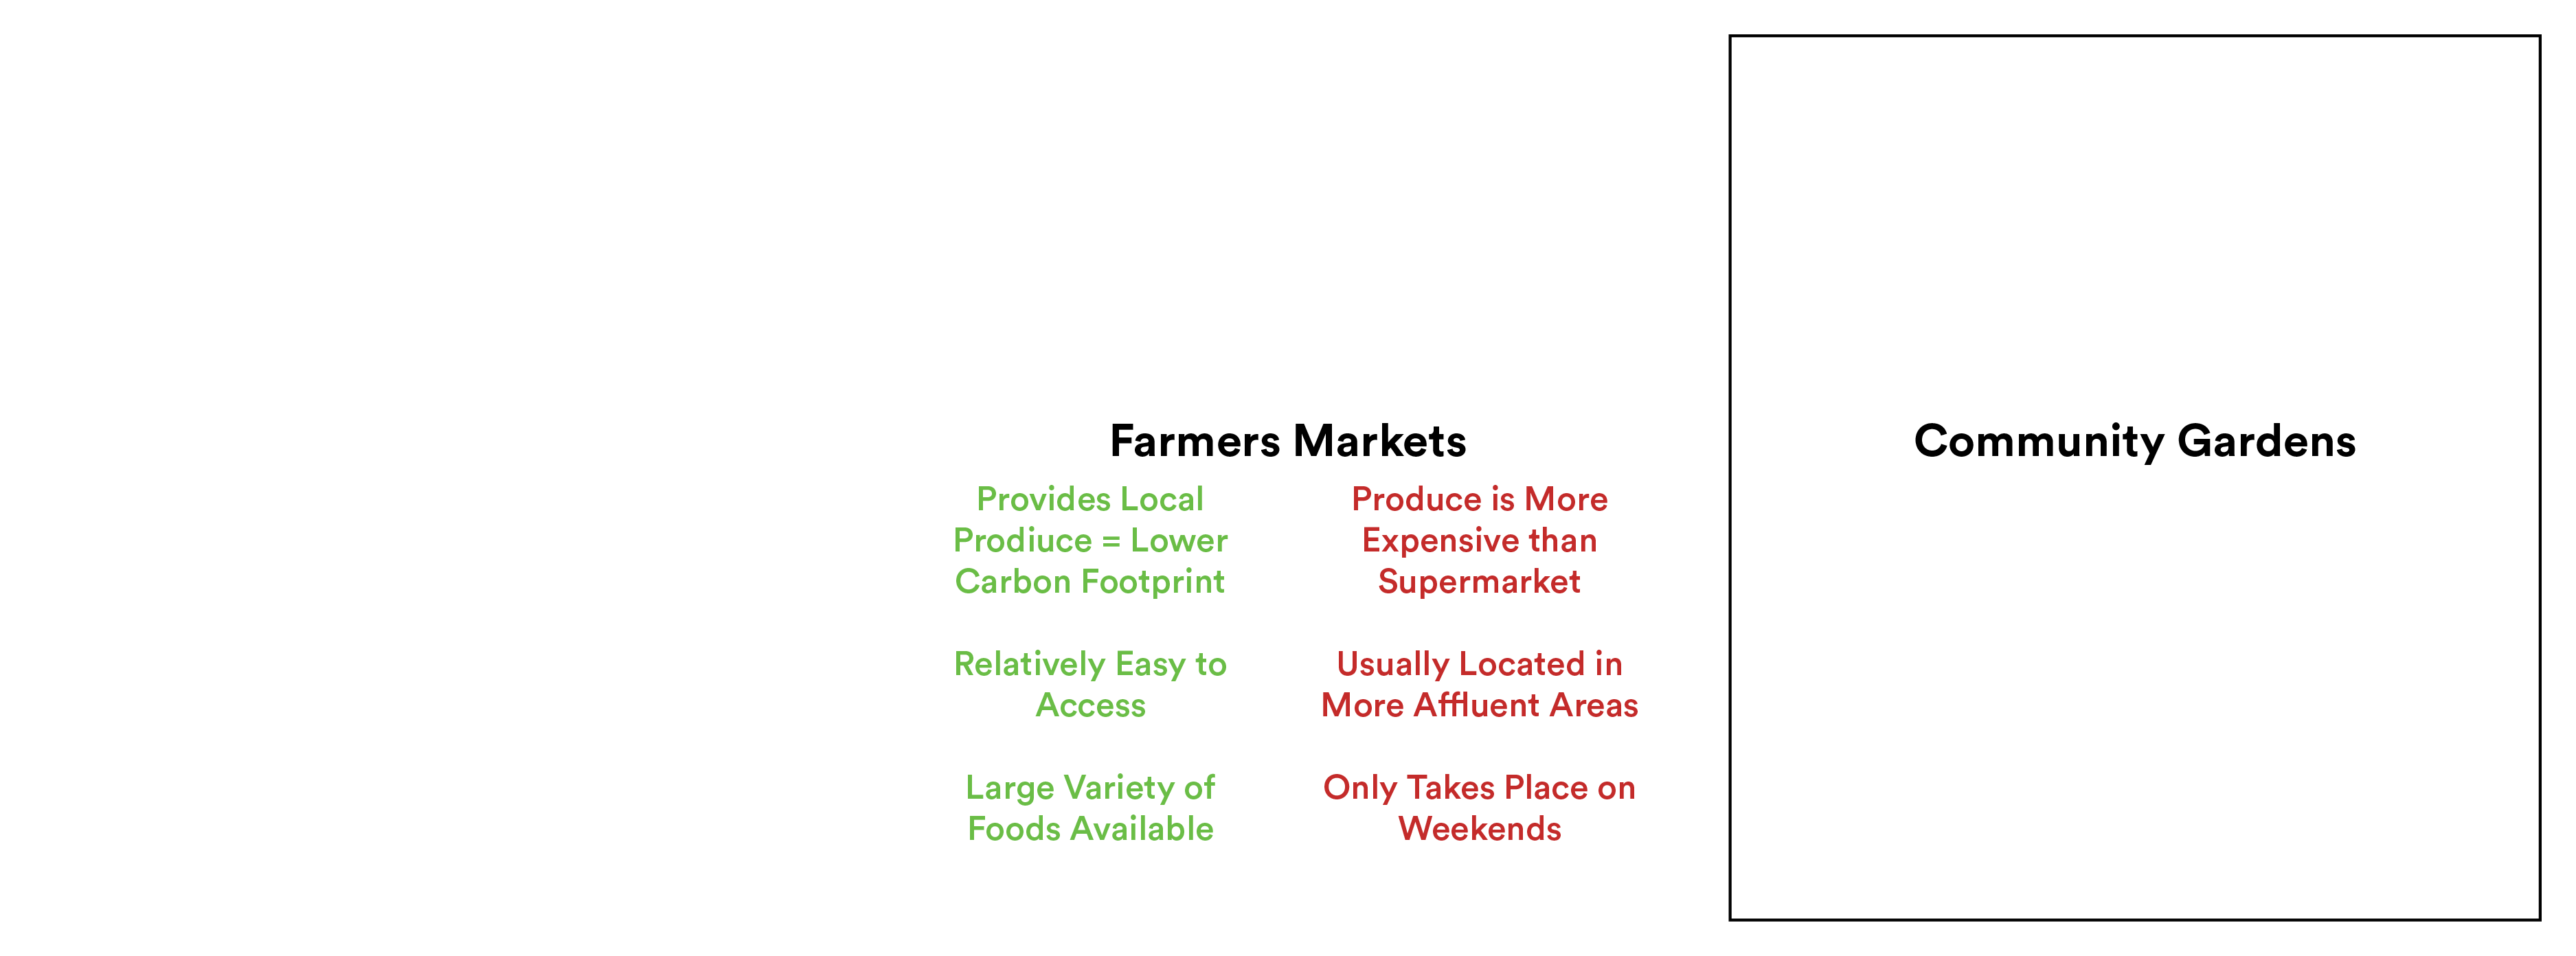 Farmers Markets
Provides Local
Prodiuce = Lower
Carbon Footprint
Relatively Easy to
Access
Large Variety of
Foods Available
Produce is More
Expensive than
Supermarket
Usually Located in
More Affluent Areas
Only Takes Place on
Weekends
Community Gardens